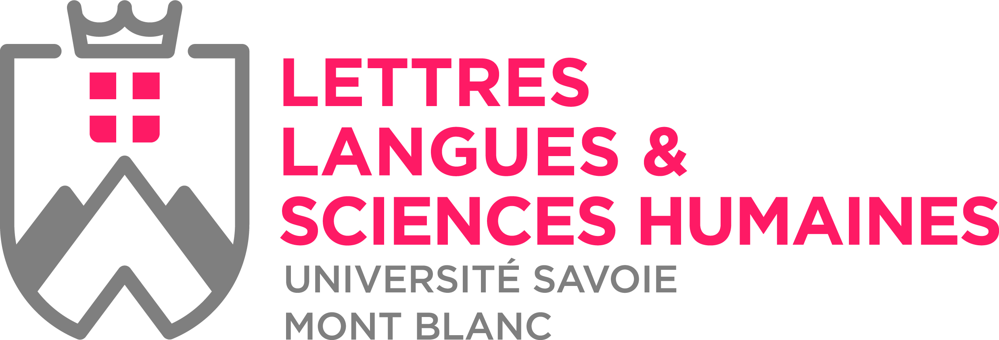 LETTRES
LANGUES &
SCIENCES HUMAINES
UNIVERSITÉ SAVOIE
MONT BLANC